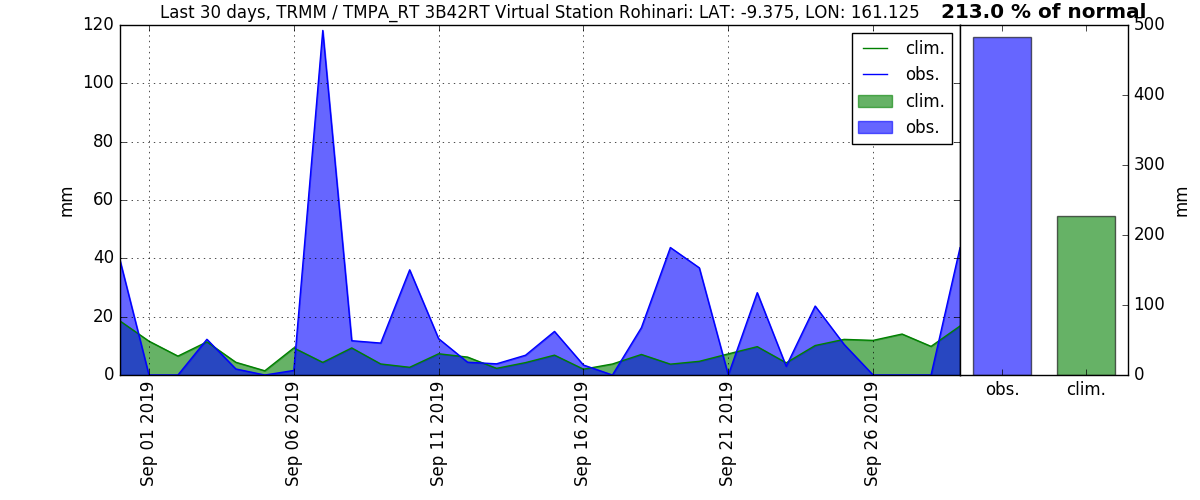 Last 30 days, TRMM / TMPA_RT 3B42RT Virtual Station Rohinari: LAT: -9.375, LON: 161.125
213.0 % of normal
120
100
80
60
40
20
0
mm
clim.
obs.
clim.
obs.
Sep 01 2019
Sep 06 2019
Sep 11 2019
Sep 16 2019
Sep 21 2019
Sep 26 2019
500
400
300
200
100
0
mm
obs.
clim.